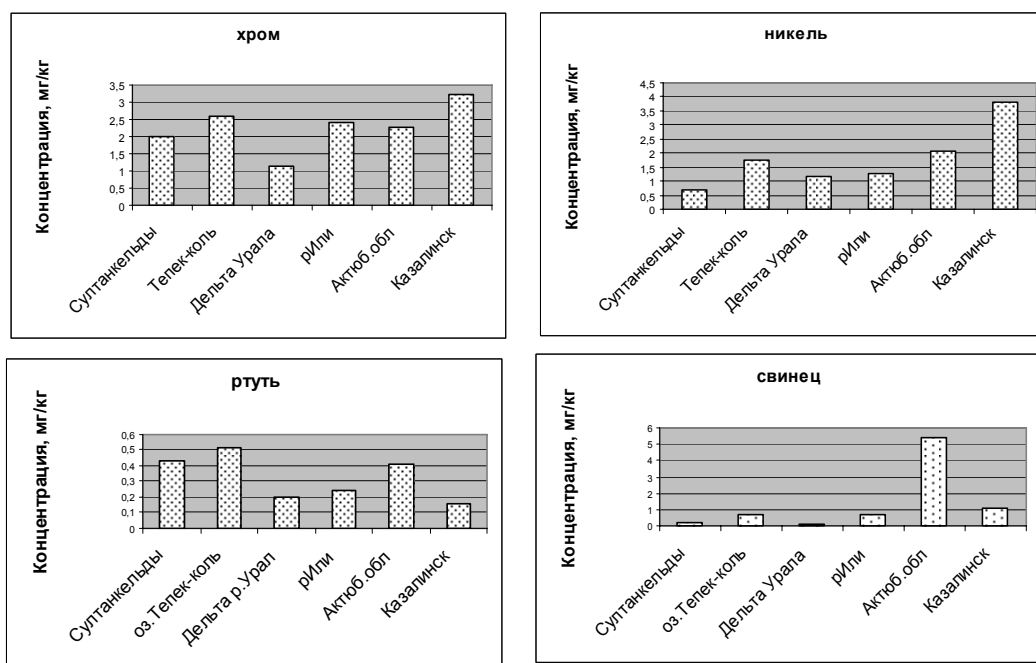 хром
Концентрация, мг/кг
3,5
3
2,5
2
1,5
1
0,5
0
Султанкельды
Тепек-коль
Дельта Урала
рИли
Актюб.обл
Казалинск
никель
Концентрация, мг/кг
4,5
4
3,5
3
2,5
2
1,5
1
0,5
0
Султанкельды
Тепек-коль
Дельта Урала
рИли
Актюб.обл
Казалинск
ртуть
Концентрация, мг/кг
0,6
0,5
0,4
0,3
0,2
0,1
0
Султанкельды
оз.Тепек-коль
Дельта р.Урал
рИли
Актюб.обл
Казалинск
свинец
Концентрация, мг/кг
6
5
4
3
2
1
0
Султанкельды
оз.Тепек-коль
Дельта Урала
рИли
Актюб.обл
Казалинск